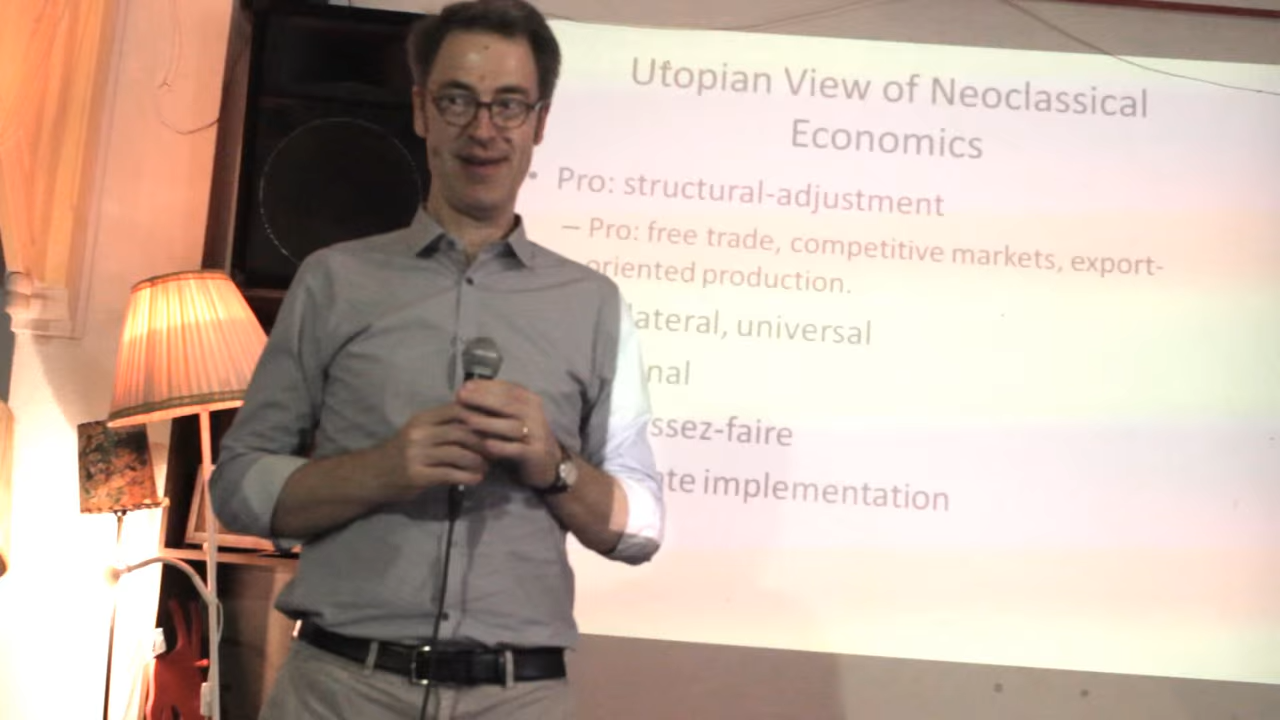 Utopian View of Neoclassical
Economics
• Pro: structural-adjustment
– Pro: free trade, competitive markets, export-
oriented production.
lateral, universal
nal
ssez-faire
te implementation